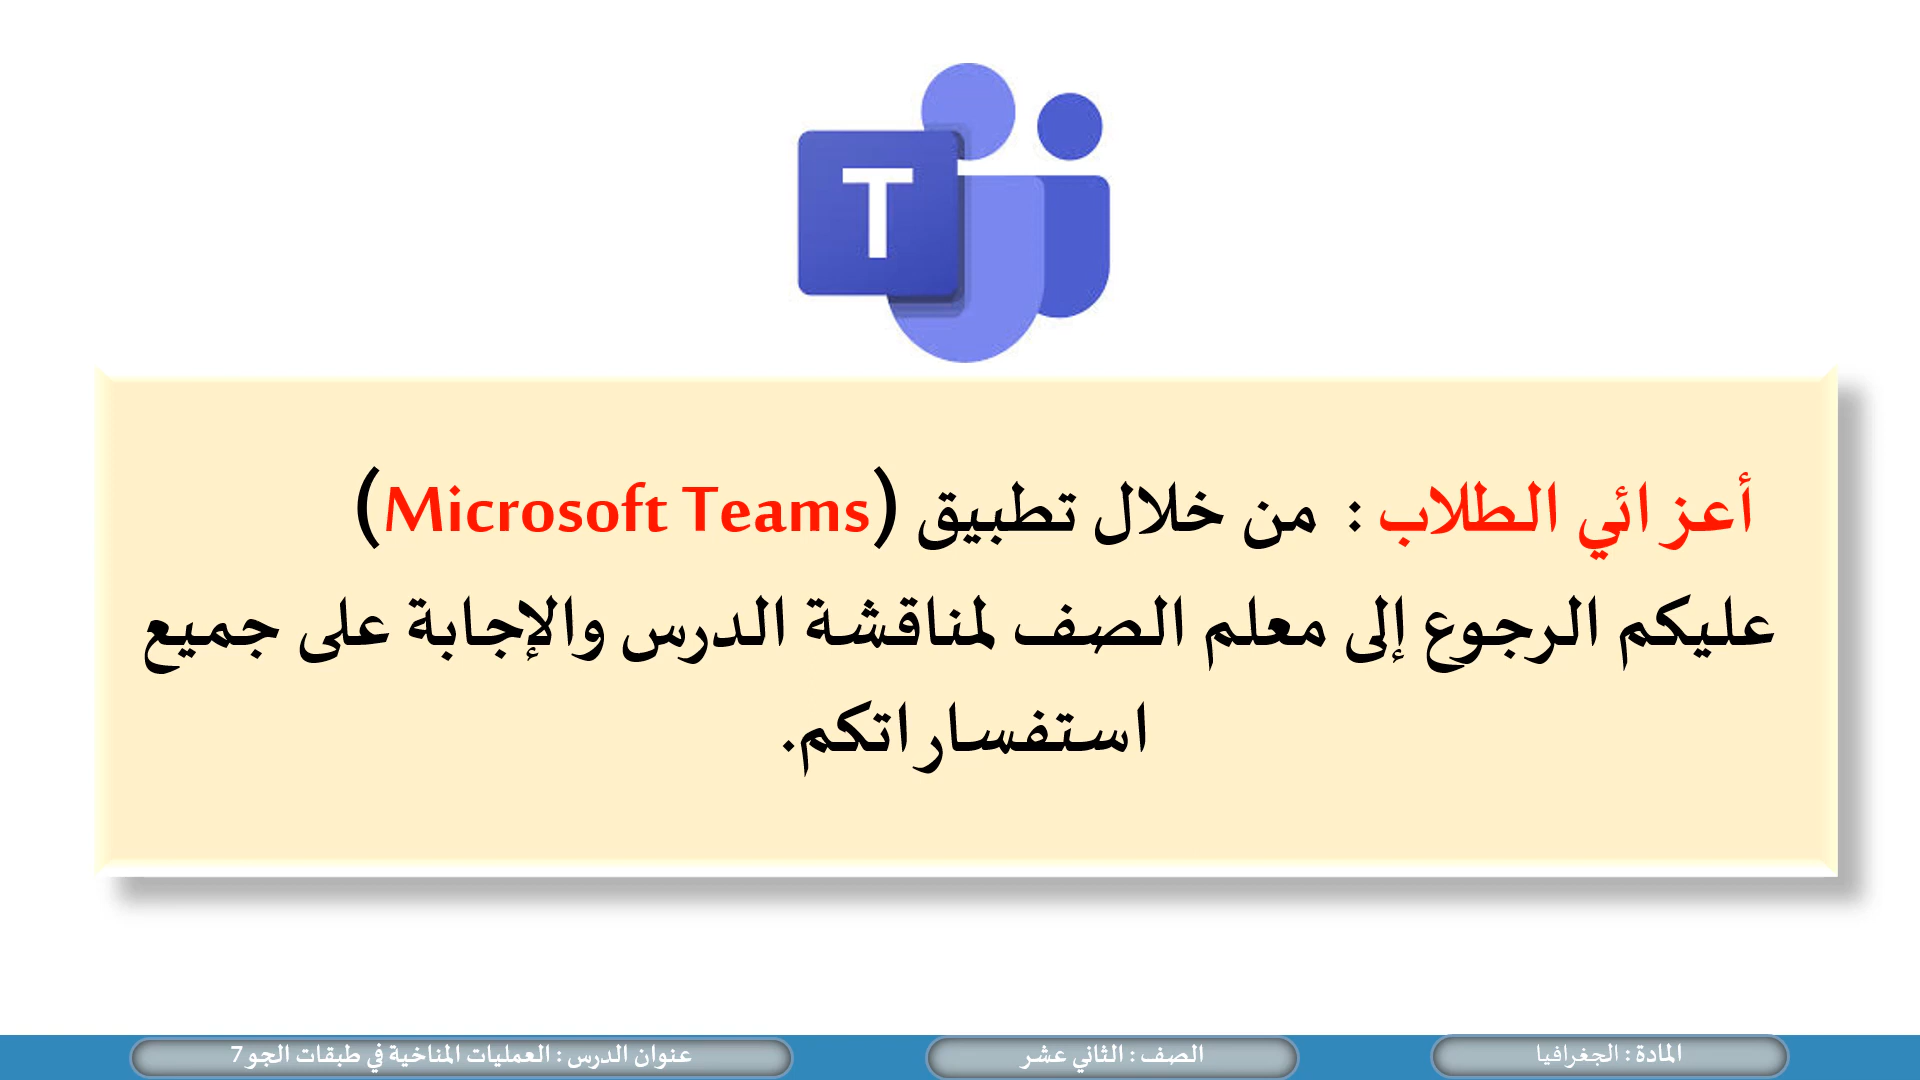 T
أعزائي الطلاب : من خلال تطبيق (Microsoft Teams)
عليكم الرجوع إلى معلم الصف لمناقشة الدرس والإجابة على جميع
استفساراتكم.
المادة : الجغرافيا
الصف : الثاني عشر
عنوان الدرس : العمليات المناخية في طبقات الجو 7